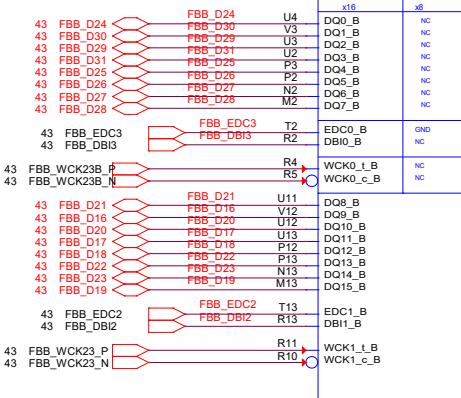 x16 x8
43 FBB_D24 FBB_D24 U4 DQ0_B NC
43 FBB_D30 FBB_D30 V3 DQ1_B NC
43 FBB_D29 FBB_D29 U3 DQ2_B NC
43 FBB_D31 FBB_D31 U2 DQ3_B NC
43 FBB_D25 FBB_D25 P3 DQ4_B NC
43 FBB_D26 FBB_D26 P2 DQ5_B NC
43 FBB_D27 FBB_D27 N2 DQ6_B NC
43 FBB_D28 FBB_D28 M2 DQ7_B NC
43 FBB_EDC3 FBB_EDC3 T2 EDC0_B GND
43 FBB_DBI3 FBB_DBI3 R2 DBI0_B NC
43 FBB_WCK23B_P R4 WCK0_t_B NC
43 FBB_WCK23B_N R5 WCK0_c_B NC
43 FBB_D21 FBB_D21 U11 DQ8_B
43 FBB_D16 FBB_D16 V12 DQ9_B
43 FBB_D20 FBB_D20 U12 DQ10_B
43 FBB_D17 FBB_D17 U13 DQ11_B
43 FBB_D18 FBB_D18 P12 DQ12_B
43 FBB_D22 FBB_D22 P13 DQ13_B
43 FBB_D23 FBB_D23 N13 DQ14_B
43 FBB_D19 FBB_D19 M13 DQ15_B
43 FBB_EDC2 FBB_EDC2 T13 EDC1_B
43 FBB_DBI2 FBB_DBI2 R13 DBI1_B
43 FBB_WCK23_P R11 WCK1_t_B
43 FBB_WCK23_N R10 WCK1_c_B